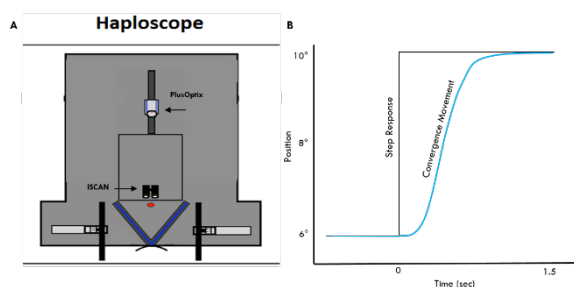 Haploscope
A
PlusOptix
ISCAN
B
10°
8°
6°
Position
Step Response
Convergence Movement
0
1.5
Time (sec)